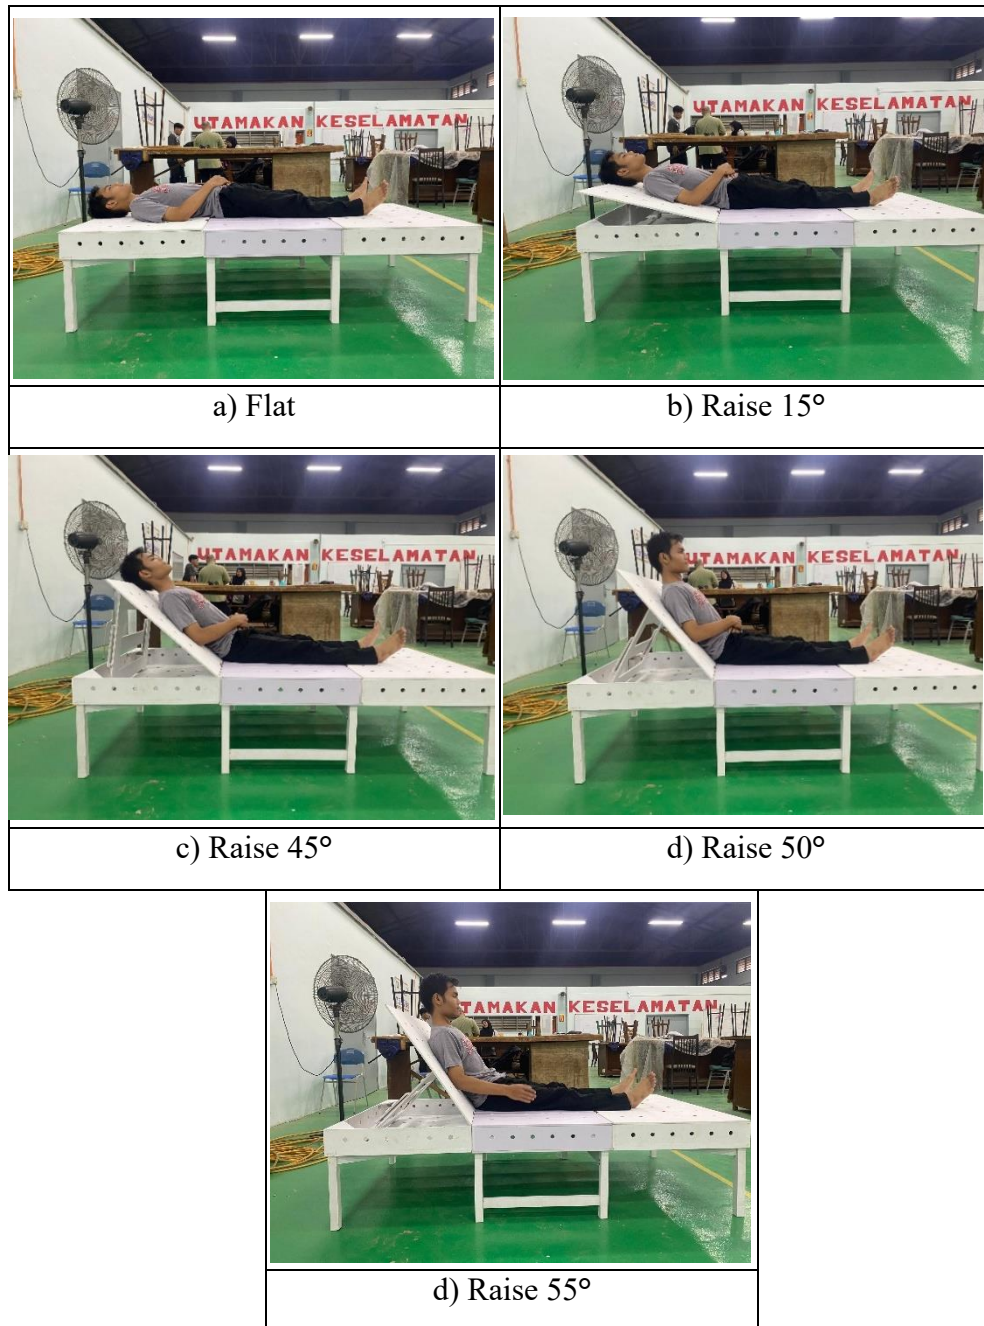 UTAMAKAN KESELAMATAN
UTAMAKAN KESELAMATAN
a) Flat
b) Raise 15°
UTAMAKAN KESELAMATAN
UTAMAKAN KESELAMATAN
c) Raise 45°
d) Raise 50°
TAMAKAN KESELAMATAN
d) Raise 55°